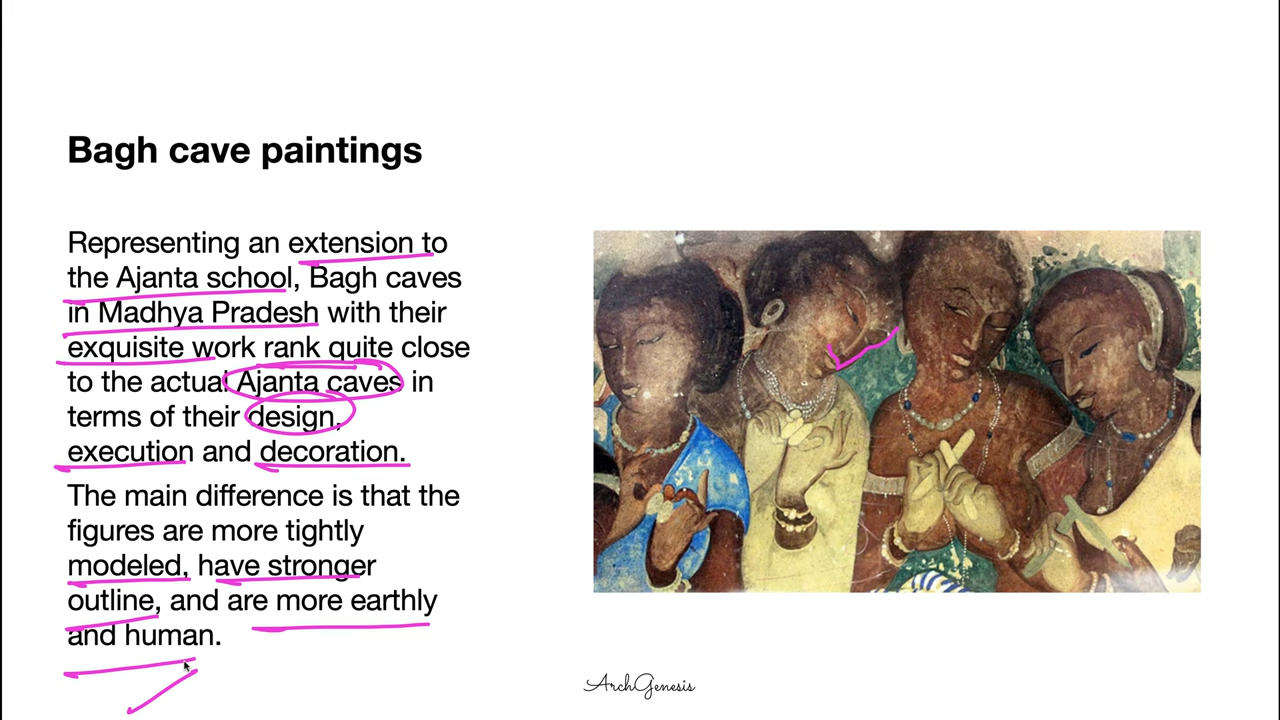 Bagh cave paintings
Representing an extension to
the Ajanta school, Bagh caves
in Madhya Pradesh with their
exquisite work rank quite close
to the actual Ajanta caves in
terms of their design,
execution and decoration.
The main difference is that the
figures are more tightly
modeled, have stronger
outline, and are more earthly
and human.
ArchGenesis